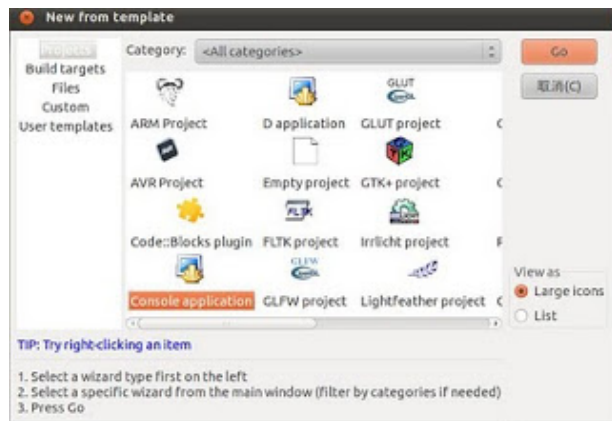 New from template
Projects
Build targets
Files
Custom
User templates
Category: <All categories>
Go
取消(C)
ARM Project
D application
GLUT project
AVR Project
Empty project
GTK+ project
Code::Blocks plugin
FLTK project
Irrlicht project
Console application
GLFW project
Lightfeather project
View as
Large icons
List
TIP: Try right-clicking an item
1. Select a wizard type first on the left
2. Select a specific wizard from the main window (filter by categories if needed)
3. Press Go